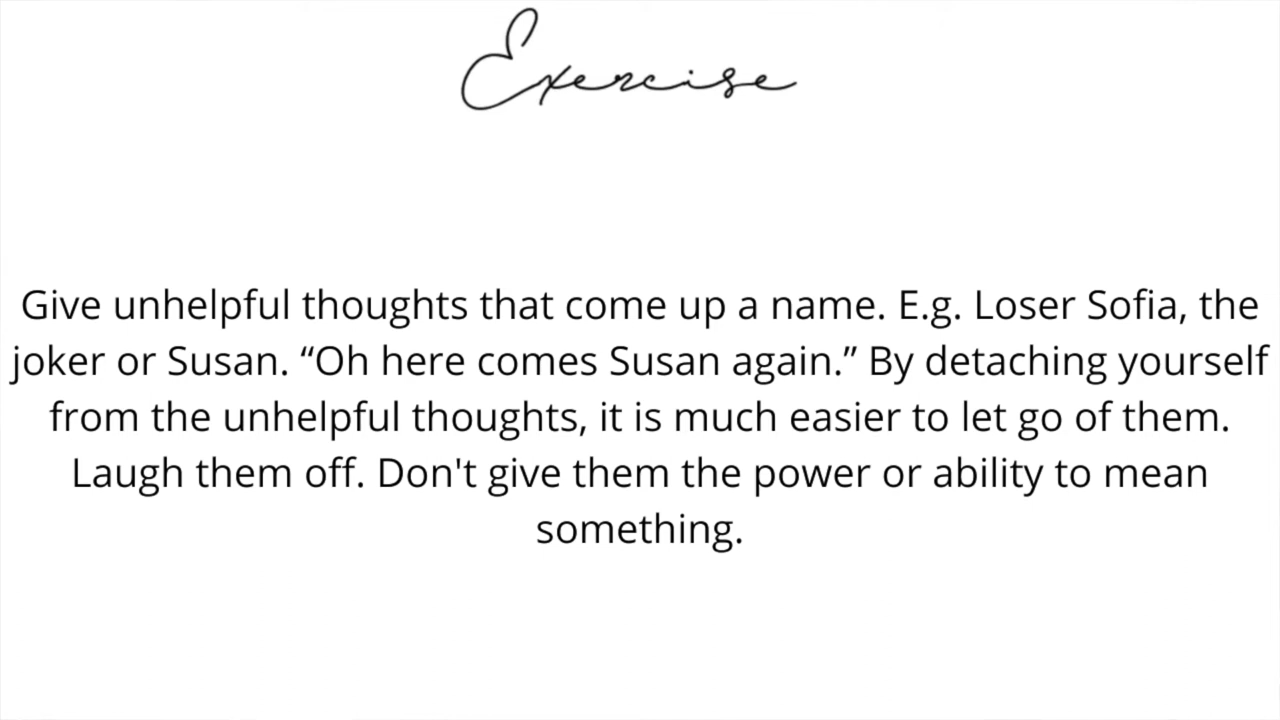 Exercise
Give unhelpful thoughts that come up a name. E.g. Loser Sofia, the
joker or Susan. “Oh here comes Susan again.” By detaching yourself
from the unhelpful thoughts, it is much easier to let go of them.
Laugh them off. Don't give them the power or ability to mean
something.